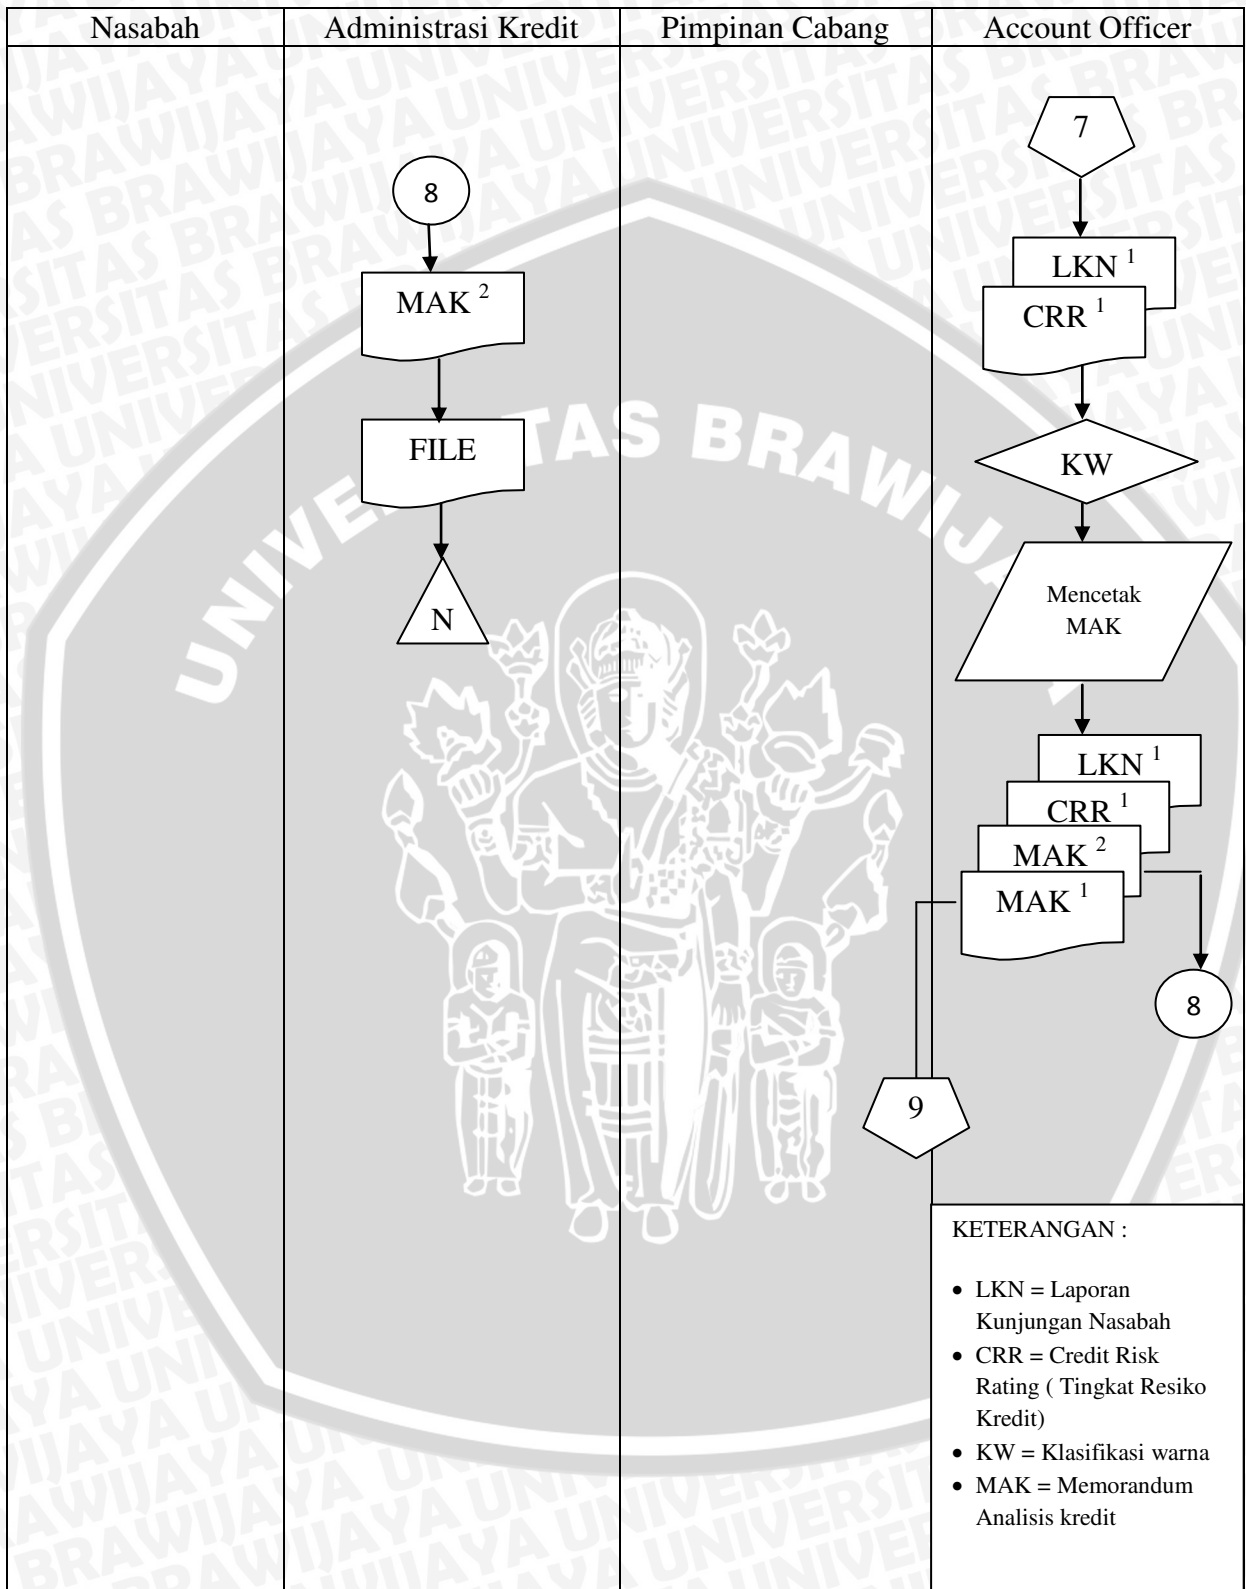 Nasabah
Administrasi Kredit
Pimpinan Cabang
Account Officer
8
MAK 2
FILE
N
7
LKN 1
CRR 1
KW
Mencetak
MAK
LKN 1
CRR 1
MAK 2
MAK 1
8
9
KETERANGAN :
• LKN = Laporan
Kunjungan Nasabah
• CRR = Credit Risk
Rating ( Tingkat Resiko
Kredit)
• KW = Klasifikasi warna
• MAK = Memorandum
Analisis kredit
UNIVERSITAS BRAWIJAYA